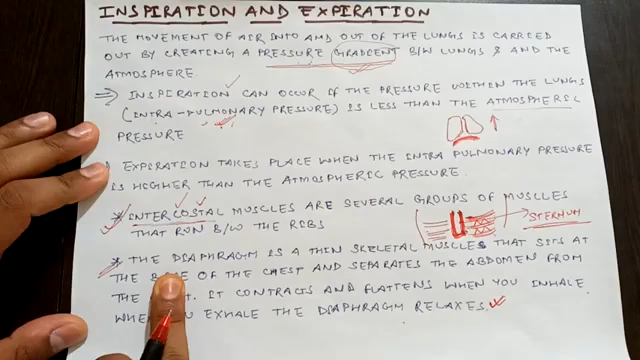 INSPIRATION AND EXPIRATION
THE MOVEMENT OF AIR INTO AND OUT OF THE LUNGS IS CARRIED
OUT BY CREATING A PRESSURE GRADIENT B/W LUNGS & AND THE
ATMOSPHERE.
⇒ INSPIRATION CAN OCCUR IF THE PRESSURE WITHIN THE LUNGS
(INTRA-PULMONARY PRESSURE) IS LESS THAN THE ATMOSPHERIC
PRESSURE
EXPIRATION TAKES PLACE WHEN THE INTRA PULMONARY PRESSURE
IS HIGHER THAN THE ATMOSPHERIC PRESSURE.
* INTERCOSTAL MUSCLES ARE SEVERAL GROUPS OF MUSCLES
THAT RUN B/W THE RIBS
STERNUM
* THE DIAPHRAGM IS A THIN SKELETAL MUSCLES THAT SITS AT
THE OF THE CHEST AND SEPARATES THE ABDOMEN FROM
THE IT CONTRACTS AND FLATTENS WHEN YOU INHALE
WHEN EXHALE THE DIAPHRAGM RELAXES.